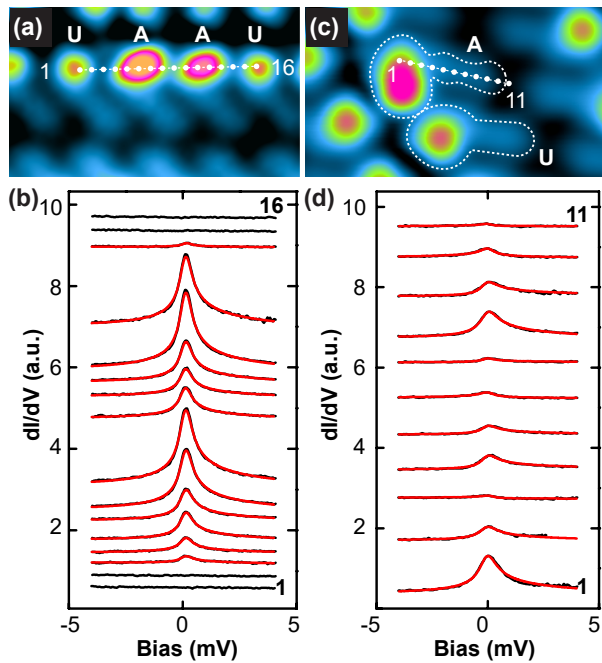 (a)
U A A U
1 16
(c)
A
1
11
U
(b)
10
8
6
4
2
16
1
dI/dV (a.u.)
-5 0 5
Bias (mV)
(d)
10
8
6
4
2
11
1
dI/dV (a.u.)
-5 0 5
Bias (mV)